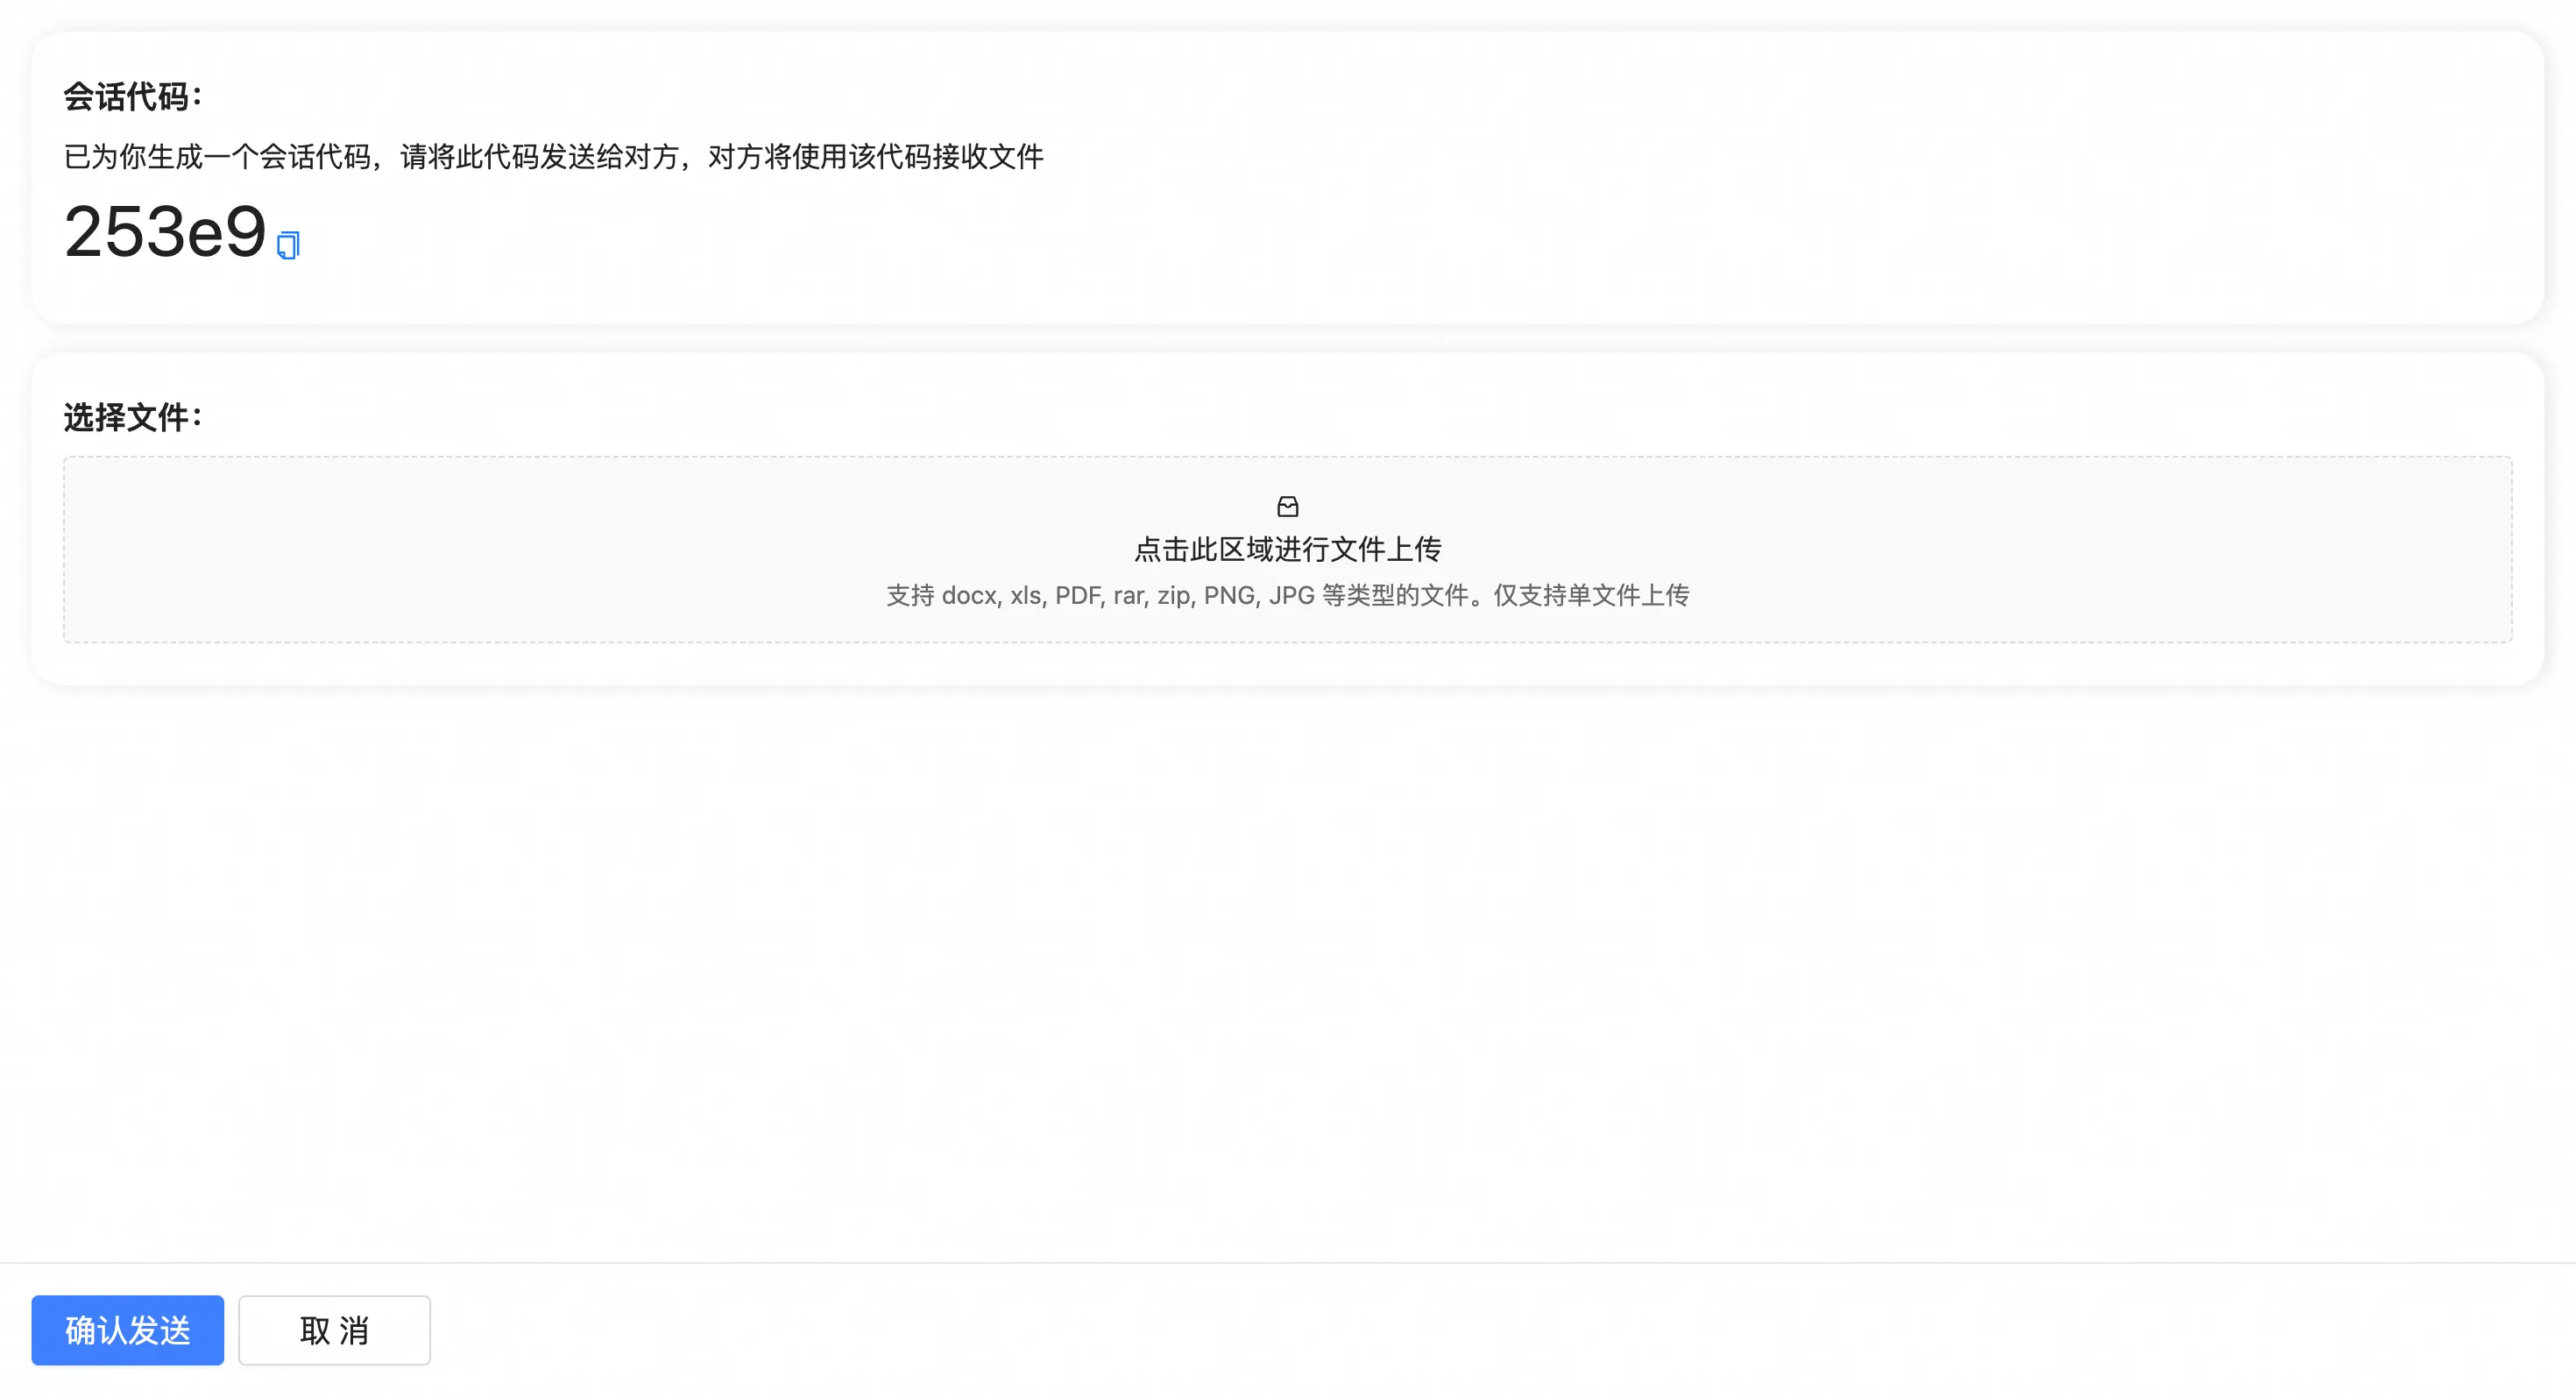 会话代码：
已为你生成一个会话代码，请将此代码发送给对方，对方将使用该代码接收文件
253e9
选择文件：
点击此区域进行文件上传
支持 docx, xls, PDF, rar, zip, PNG, JPG 等类型的文件。仅支持单文件上传
确认发送
取 消